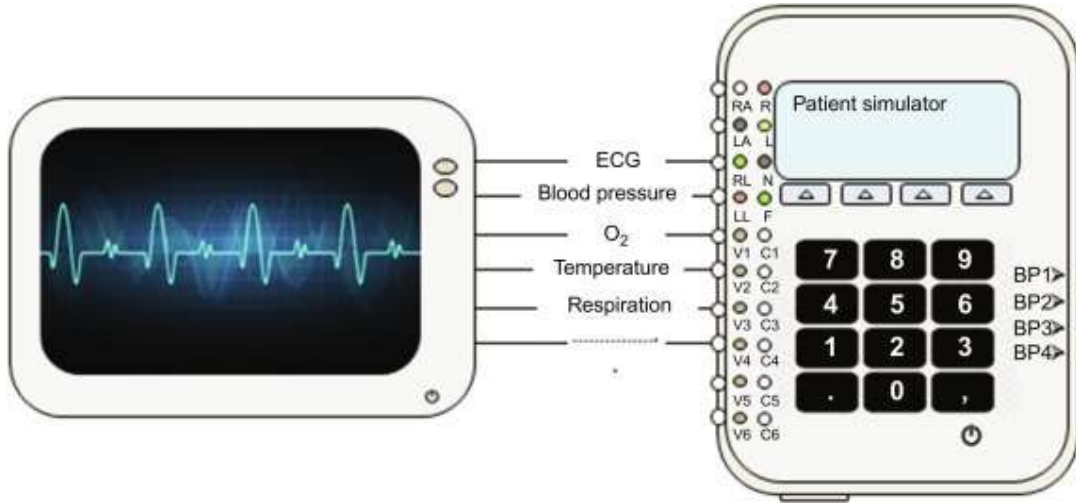 ECG
Blood pressure
O₂
Temperature
Respiration
Patient simulator
RA R
LA L
RL N
LL F
V1 C1
V2 C2
V3 C3
V4 C4
V5 C5
V6 C6
7 8 9
4 5 6
1 2 3
. 0 ,
BP1
BP2
BP3
BP4